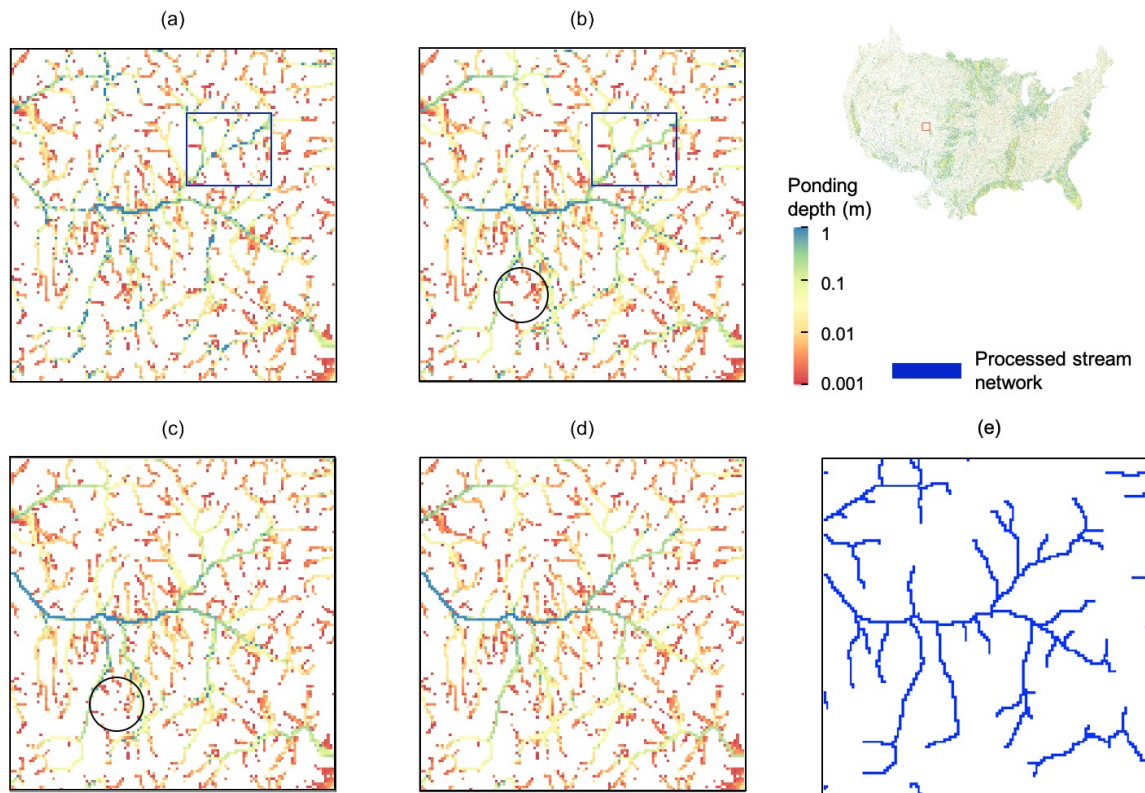 (a)
(b)
Ponding
depth (m)
1
0.1
0.01
0.001
Processed stream
network
(c)
(d)
(e)